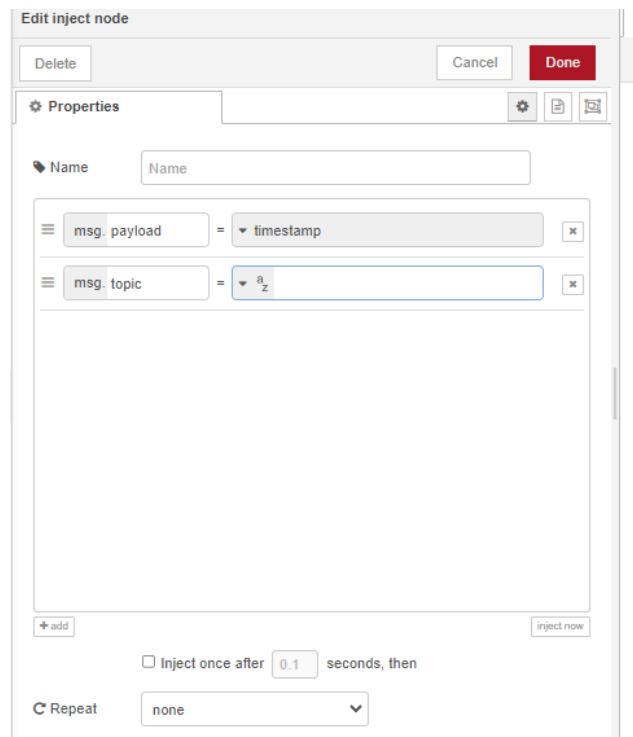 Edit inject node
Delete Cancel Done
Properties
Name Name
msg. payload = timestamp
msg. topic = a z
+ add inject now
Inject once after 0.1 seconds, then
Repeat none